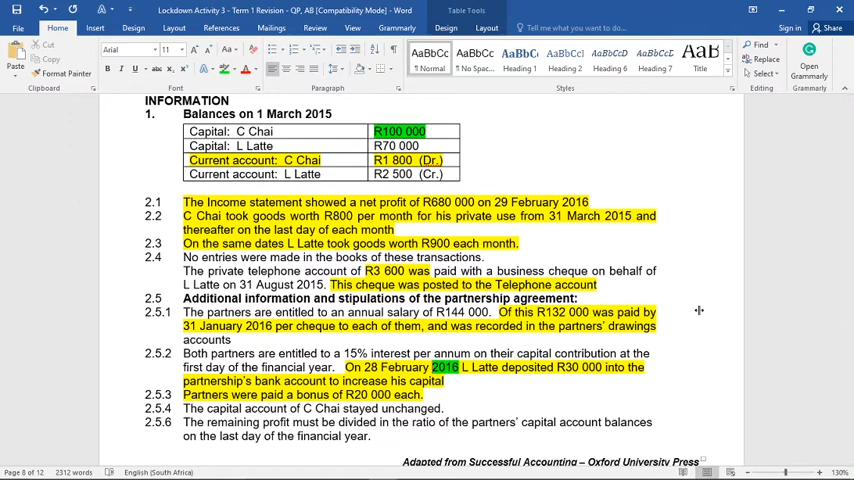 Lockdown Activity 3 - Term 1 Revision - QP, AB [Compatibility Mode] - Word
Table Tools
Sign in
Share
File
Home
Insert
Design
Layout
References
Mailings
Review
View
Grammarly
Design
Layout
Tell me what you want to do...
Paste
Cut
Copy
Format Painter
Clipboard
Arial
11
Font
Paragraph
AaBbCc
¶ Normal
AaBbCc
¶ No Spac...
AaBbCc
Heading 1
AaBbCcD
Heading 2
AaBbCcD
Heading 6
AaBbCcD
Heading 7
AaB
Title
Styles
Find
Replace
Select
Editing
Open
Grammarly
Grammarly
INFORMATION
1. Balances on 1 March 2015
Capital: C Chai R100 000
Capital: L Latte R70 000
Current account: C Chai R1 800 (Dr.)
Current account: L Latte R2 500 (Cr.)
2.1 The Income statement showed a net profit of R680 000 on 29 February 2016
2.2 C Chai took goods worth R800 per month for his private use from 31 March 2015 and
thereafter on the last day of each month
2.3 On the same dates L Latte took goods worth R900 each month.
2.4 No entries were made in the books of these transactions.
The private telephone account of R3 600 was paid with a business cheque on behalf of
L Latte on 31 August 2015. This cheque was posted to the Telephone account
2.5 Additional information and stipulations of the partnership agreement:
2.5.1 The partners are entitled to an annual salary of R144 000. Of this R132 000 was paid by
31 January 2016 per cheque to each of them, and was recorded in the partners' drawings
accounts
2.5.2 Both partners are entitled to a 15% interest per annum on their capital contribution at the
first day of the financial year. On 28 February 2016 L Latte deposited R30 000 into the
partnership's bank account to increase his capital
2.5.3 Partners were paid a bonus of R20 000 each.
2.5.4 The capital account of C Chai stayed unchanged.
2.5.6 The remaining profit must be divided in the ratio of the partners' capital account balances
on the last day of the financial year.
Adapted from Successful Accounting – Oxford University Press
Page 8 of 12
2312 words
English (South Africa)
130%